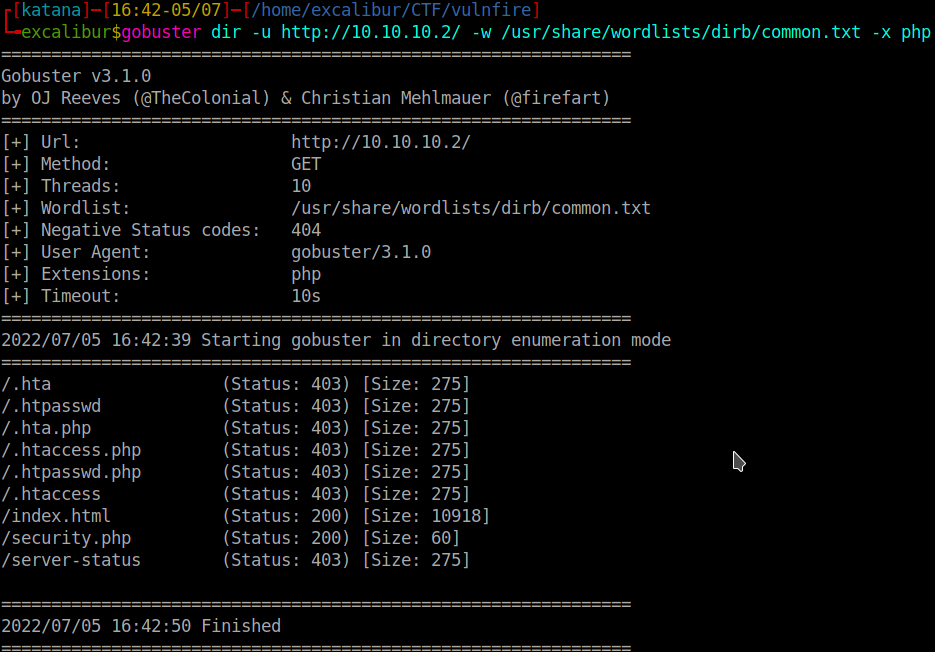 [katana]─[16:42-05/07]─[/home/excalibur/CTF/vulnfire]
excalibur$gobuster dir -u http://10.10.10.2/ -w /usr/share/wordlists/dirb/common.txt -x php
===============================================================
Gobuster v3.1.0
by OJ Reeves (@TheColonial) & Christian Mehlmauer (@firefart)
===============================================================
[+] Url:                     http://10.10.10.2/
[+] Method:                  GET
[+] Threads:                 10
[+] Wordlist:                /usr/share/wordlists/dirb/common.txt
[+] Negative Status codes:   404
[+] User Agent:              gobuster/3.1.0
[+] Extensions:              php
[+] Timeout:                 10s
===============================================================
2022/07/05 16:42:39 Starting gobuster in directory enumeration mode
===============================================================
/.hta                 (Status: 403) [Size: 275]
/.htpasswd            (Status: 403) [Size: 275]
/.hta.php             (Status: 403) [Size: 275]
/.htaccess.php        (Status: 403) [Size: 275]
/.htpasswd.php        (Status: 403) [Size: 275]
/.htaccess            (Status: 403) [Size: 275]
/index.html           (Status: 200) [Size: 10918]
/security.php         (Status: 200) [Size: 60]
/server-status        (Status: 403) [Size: 275]
===============================================================
2022/07/05 16:42:50 Finished
===============================================================